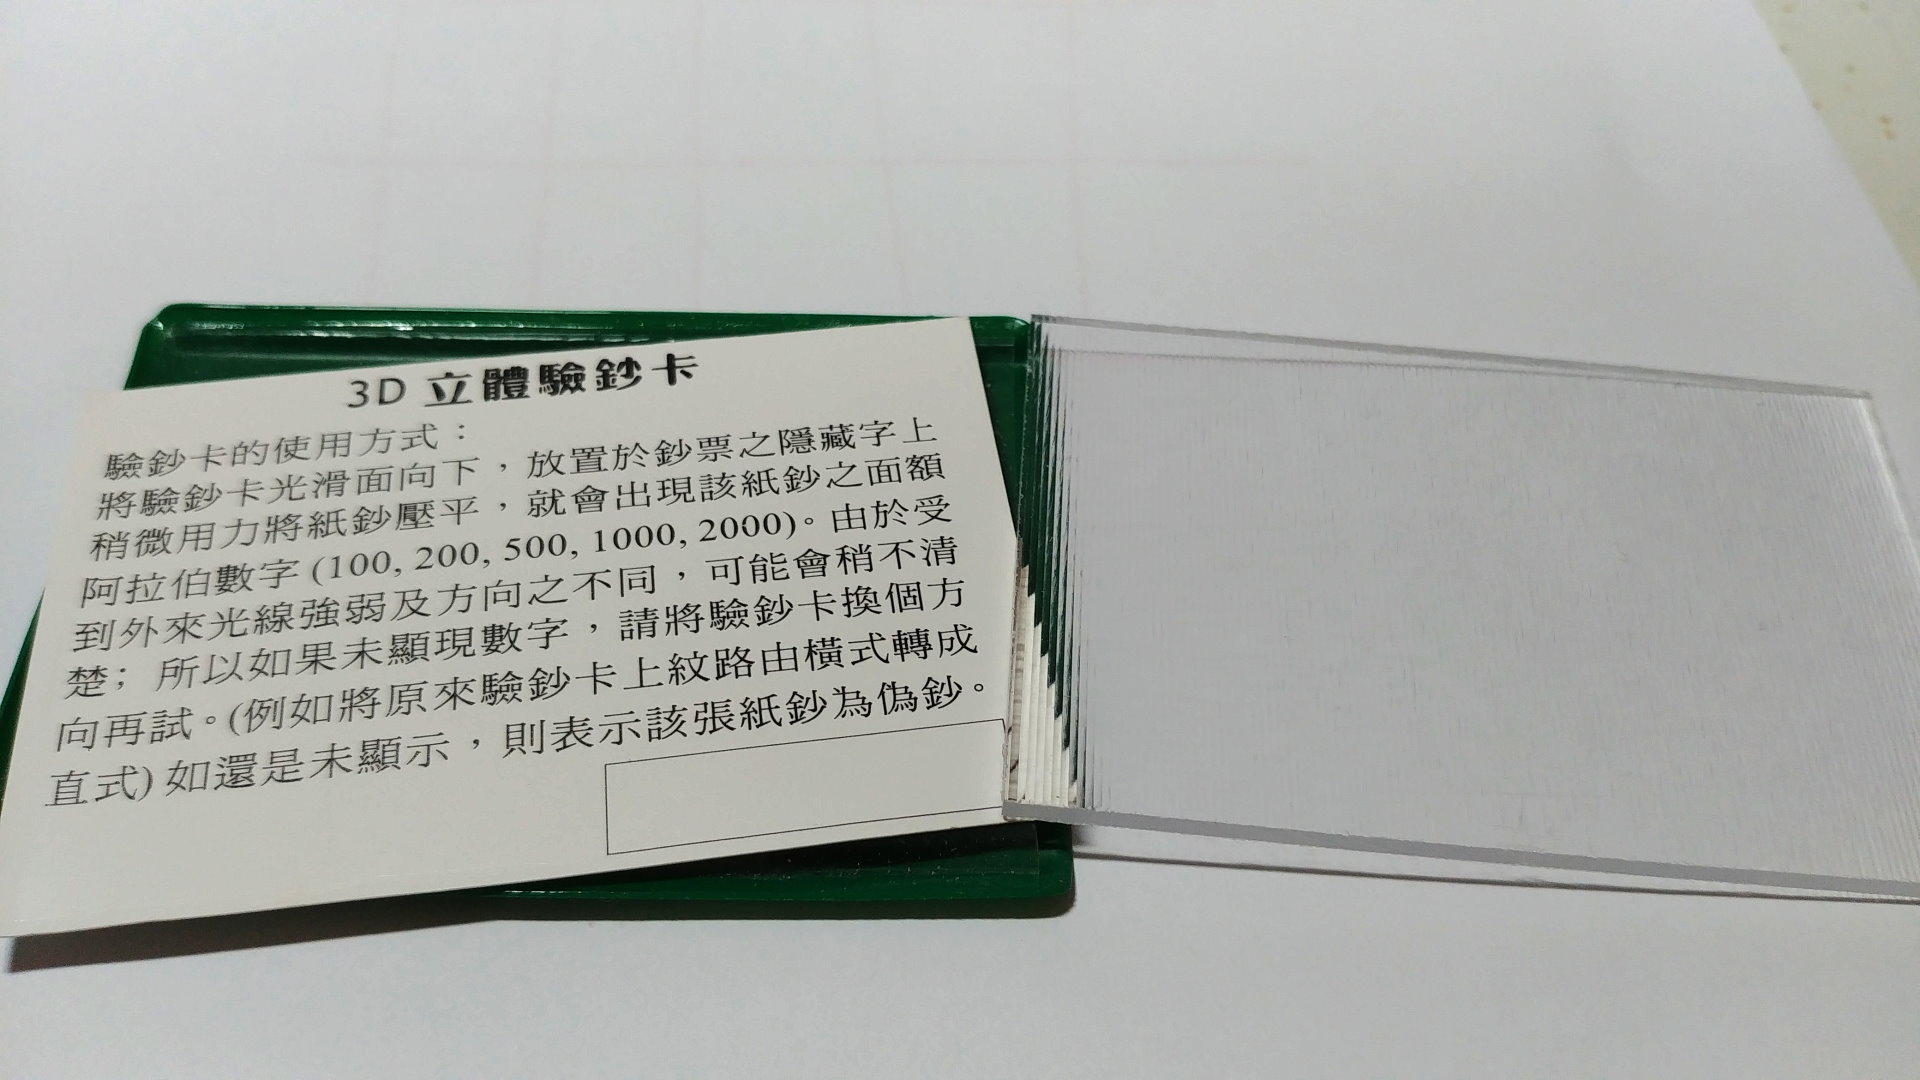 3D 立體驗鈔卡
驗鈔卡的使用方式：
將驗鈔卡光滑面向下，放置於鈔票之隱藏字上
稍微用力將紙鈔壓平，就會出現該紙鈔之面額
阿拉伯數字 (100, 200, 500, 1000, 2000)。由於受
到外來光線強弱及方向之不同，可能會稍不清
楚；所以如果未顯現數字，請將驗鈔卡換個方
向再試。(例如將原來驗鈔卡上紋路由橫式轉成
直式) 如還是未顯示，則表示該張紙鈔為偽鈔。